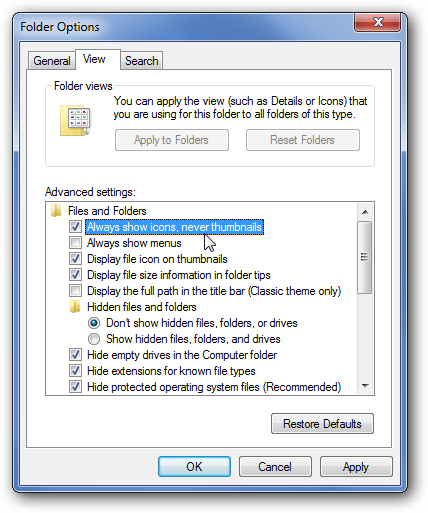 Folder Options
General
View
Search
Folder views
You can apply the view (such as Details or Icons) that
you are using for this folder to all folders of this type.
Apply to Folders
Reset Folders
Advanced settings:
Files and Folders
Always show icons, never thumbnails
Always show menus
Display file icon on thumbnails
Display file size information in folder tips
Display the full path in the title bar (Classic theme only)
Hidden files and folders
Don't show hidden files, folders, or drives
Show hidden files, folders, and drives
Hide empty drives in the Computer folder
Hide extensions for known file types
Hide protected operating system files (Recommended)
Restore Defaults
OK
Cancel
Apply